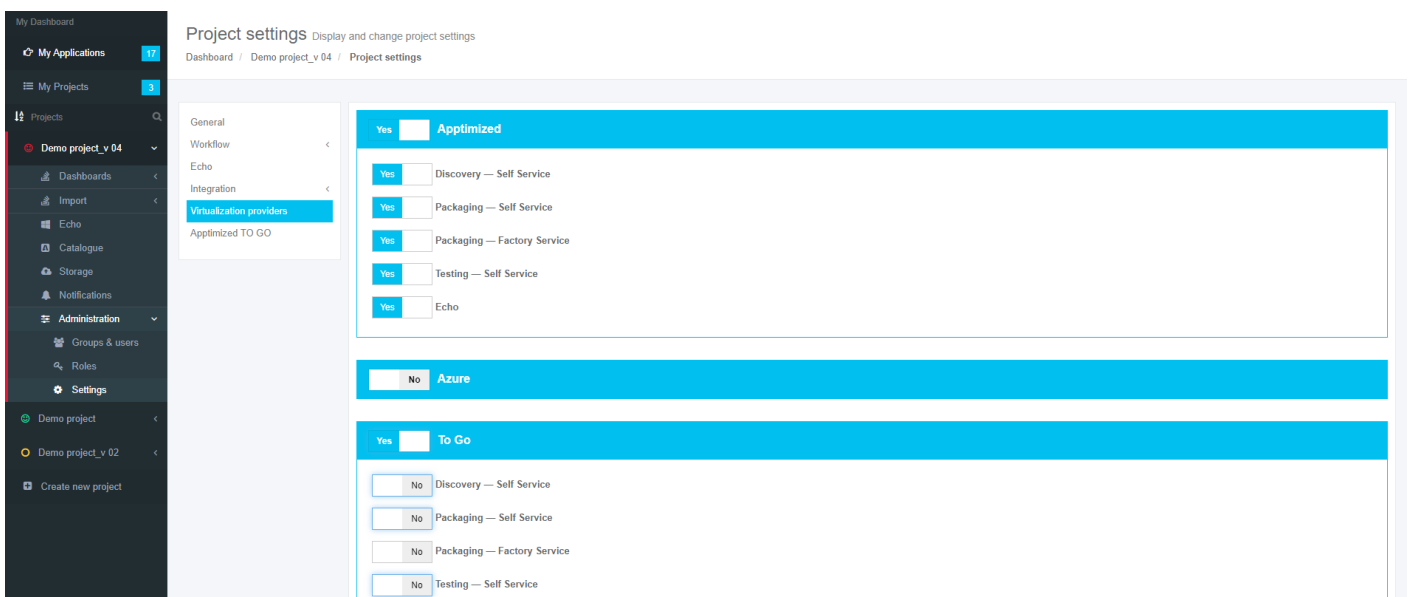 My Dashboard
My Applications 17
My Projects 3
Projects
Demo project_v 04
Dashboards
Import
Echo
Catalogue
Storage
Notifications
Administration
Groups & users
Roles
Settings
Demo project
Demo project_v 02
Create new project
Project settings Display and change project settings
Dashboard / Demo project_v 04 / Project settings
General
Workflow
Echo
Integration
Virtualization providers
Apptimized TO GO
Yes Apptimized
Yes Discovery — Self Service
Yes Packaging — Self Service
Yes Packaging — Factory Service
Yes Testing — Self Service
Yes Echo
No Azure
Yes To Go
No Discovery — Self Service
No Packaging — Self Service
No Packaging — Factory Service
No Testing — Self Service